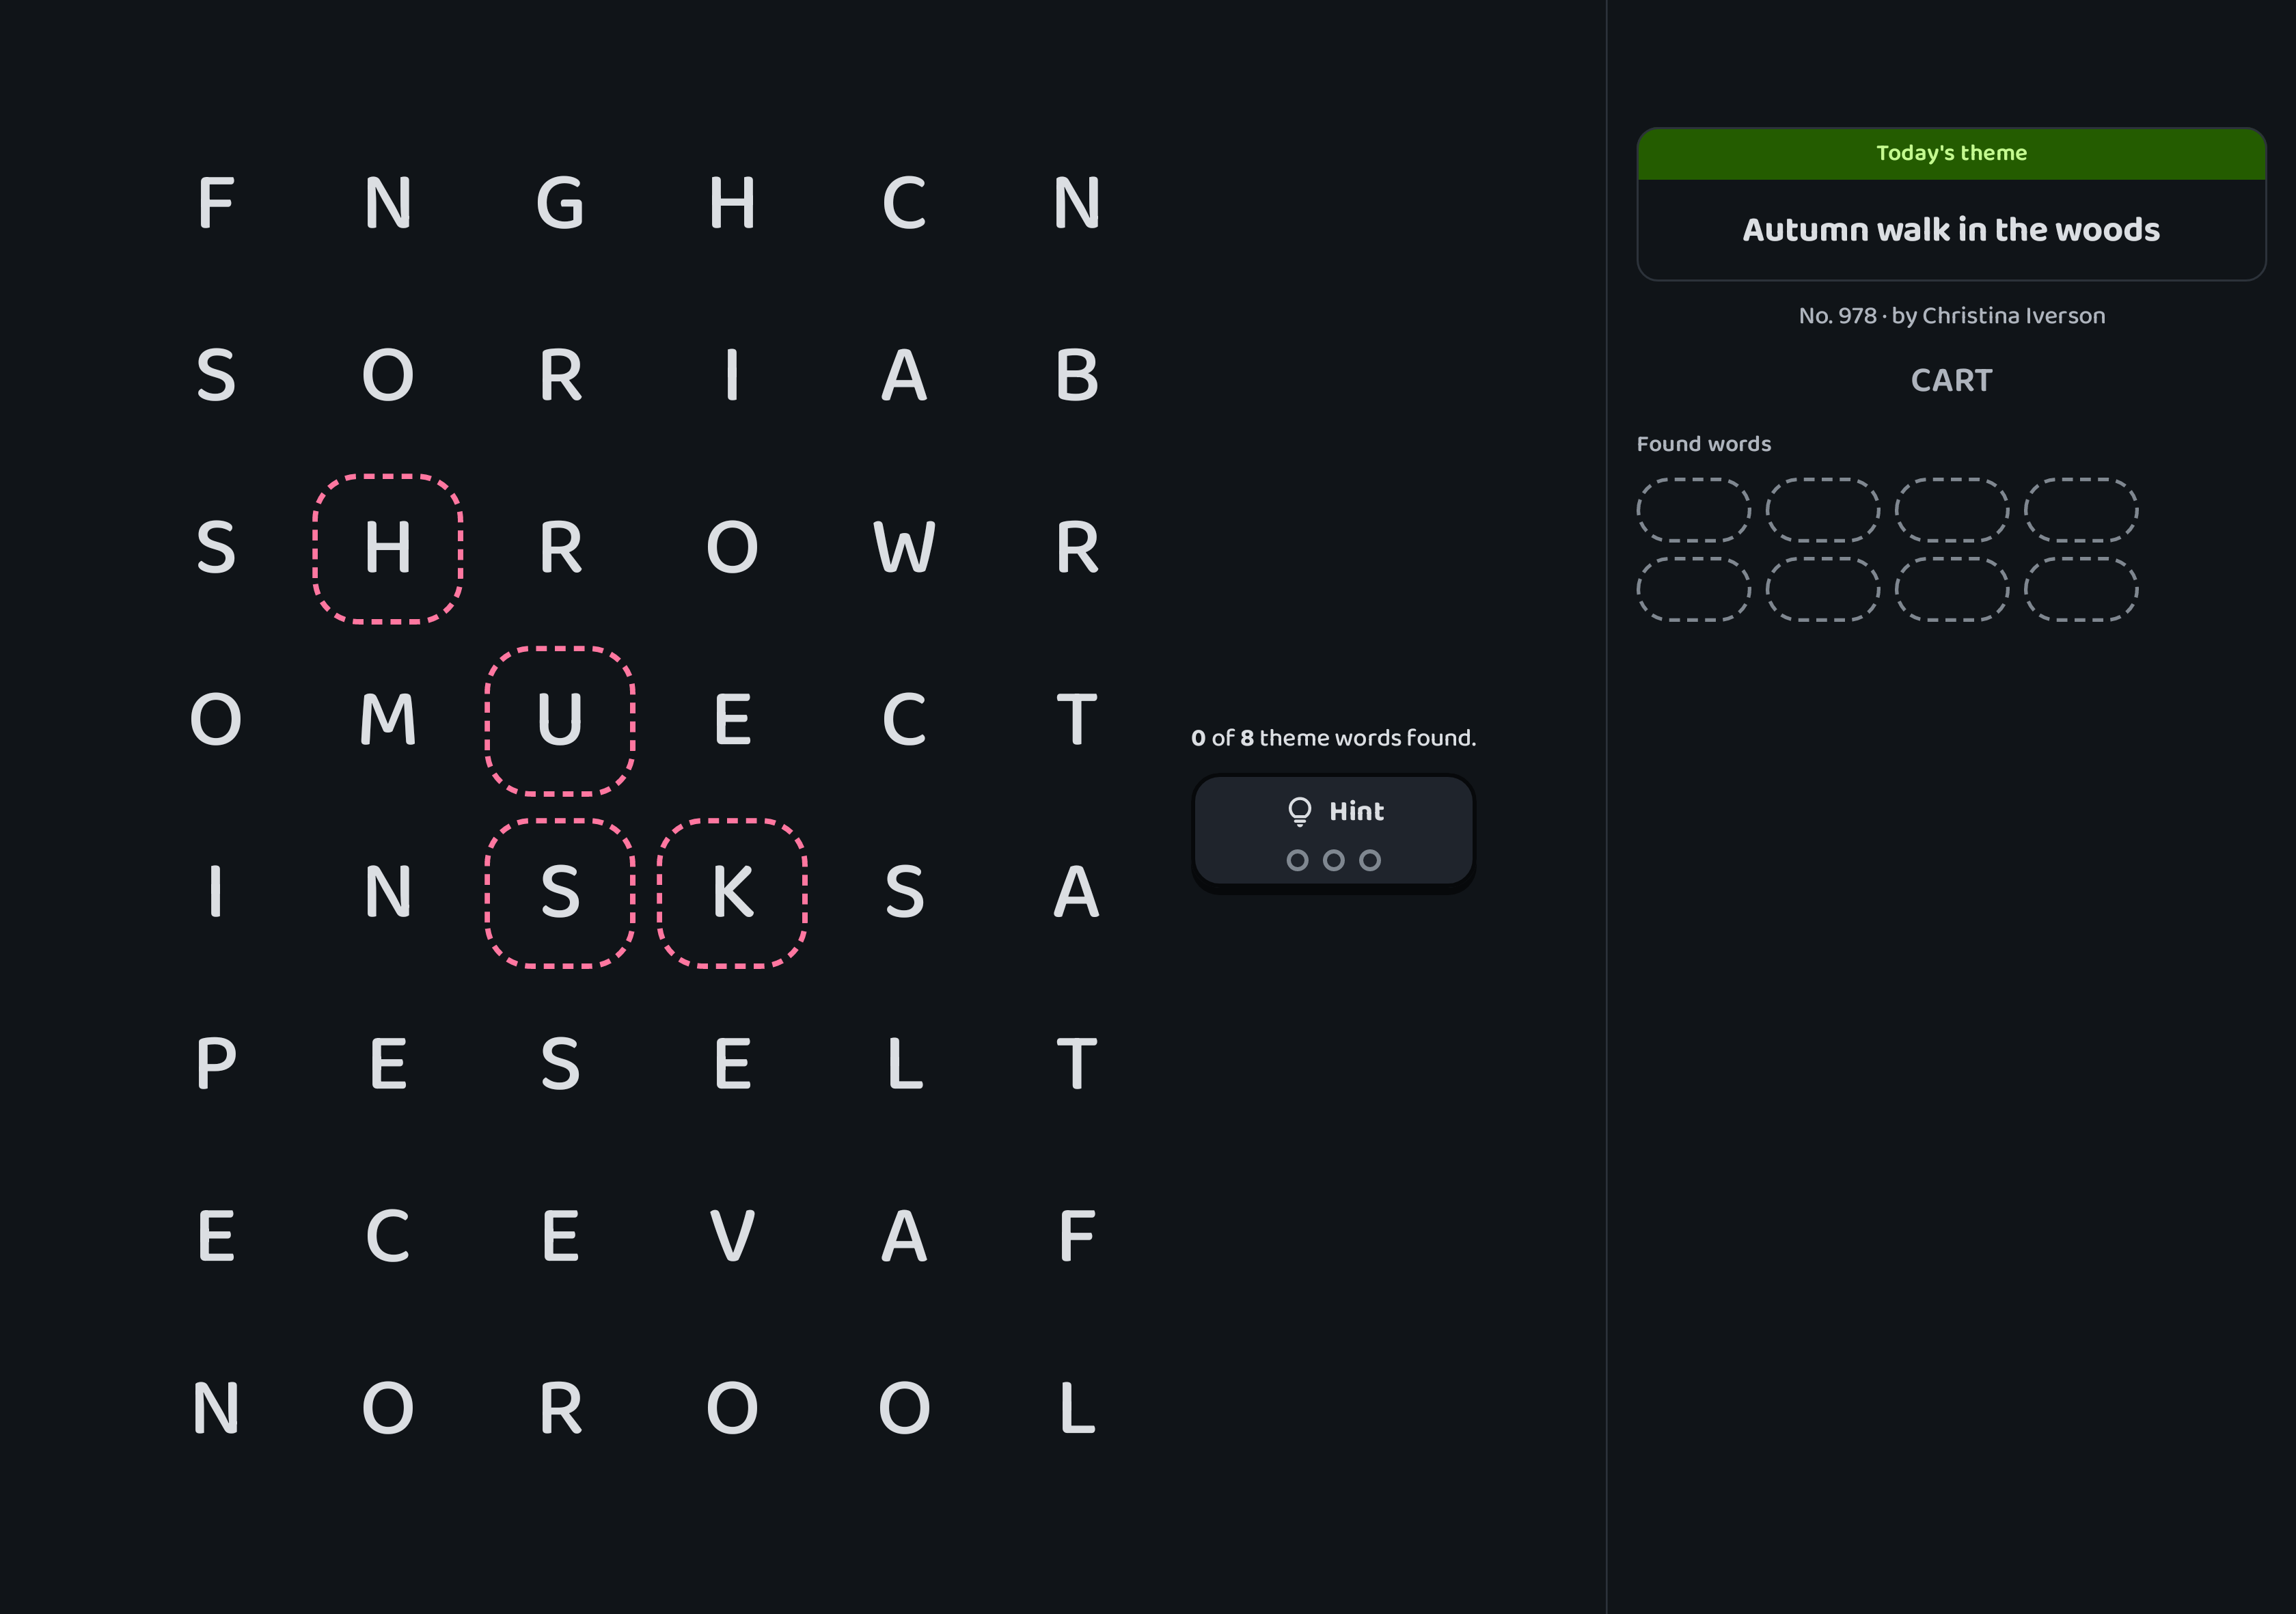 F N G H C N
S O R I A B
S H R O W R
O M U E C T
I N S K S A
P E S E L T
E C E V A F
N O R O O L
0 of 8 theme words found.
Hint
Today's theme
Autumn walk in the woods
No. 978 · by Christina Iverson
CART
Found words